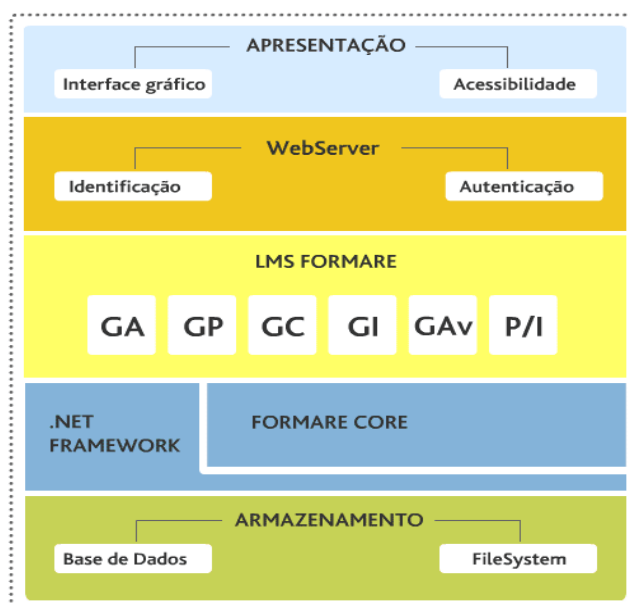 APRESENTAÇÃO
Interface gráfico
Acessibilidade
WebServer
Identificação
Autenticação
LMS FORMARE
GA GP GC GI GAv P/I
.NET
FRAMEWORK
FORMARE CORE
ARMAZENAMENTO
Base de Dados
FileSystem